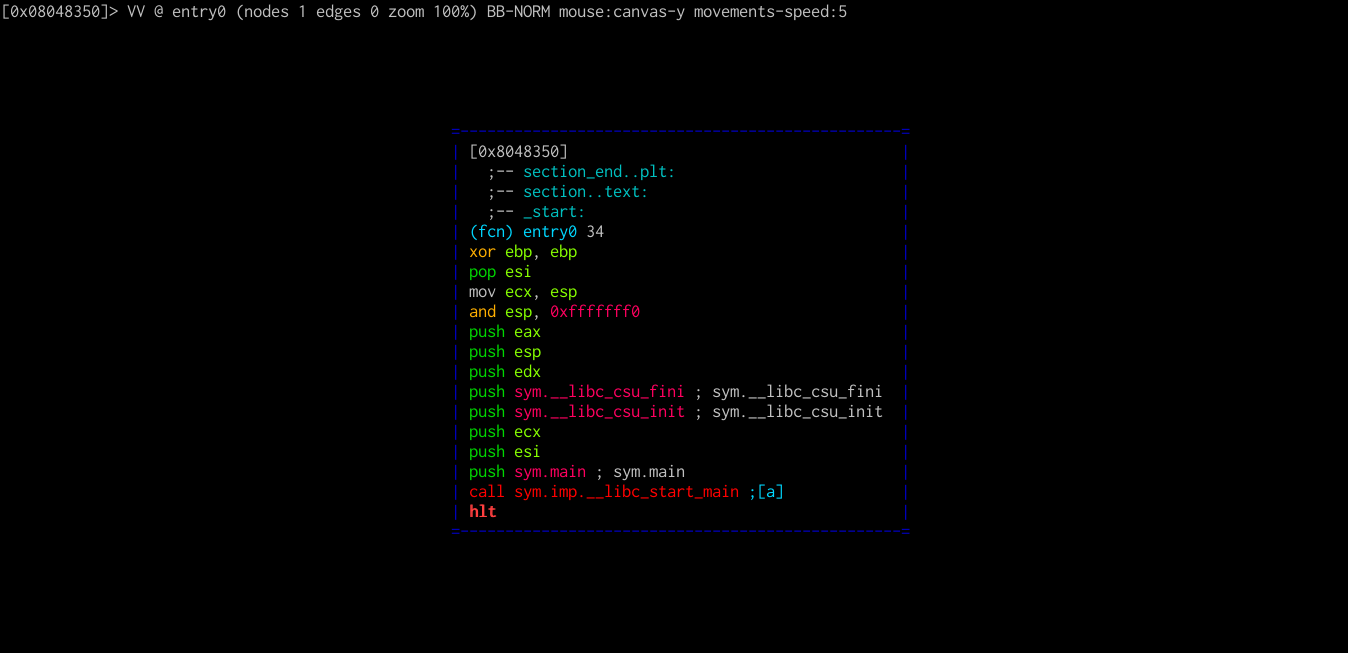 [0x08048350]> VV @ entry0 (nodes 1 edges 0 zoom 100%) BB-NORM mouse:canvas-y movements-speed:5
[0x8048350]
;-- section_end..plt:
;-- section..text:
;-- _start:
(fcn) entry0 34
xor ebp, ebp
pop esi
mov ecx, esp
and esp, 0xfffffff0
push eax
push esp
push edx
push sym.__libc_csu_fini ; sym.__libc_csu_fini
push sym.__libc_csu_init ; sym.__libc_csu_init
push ecx
push esi
push sym.main ; sym.main
call sym.imp.__libc_start_main ;[a]
hlt